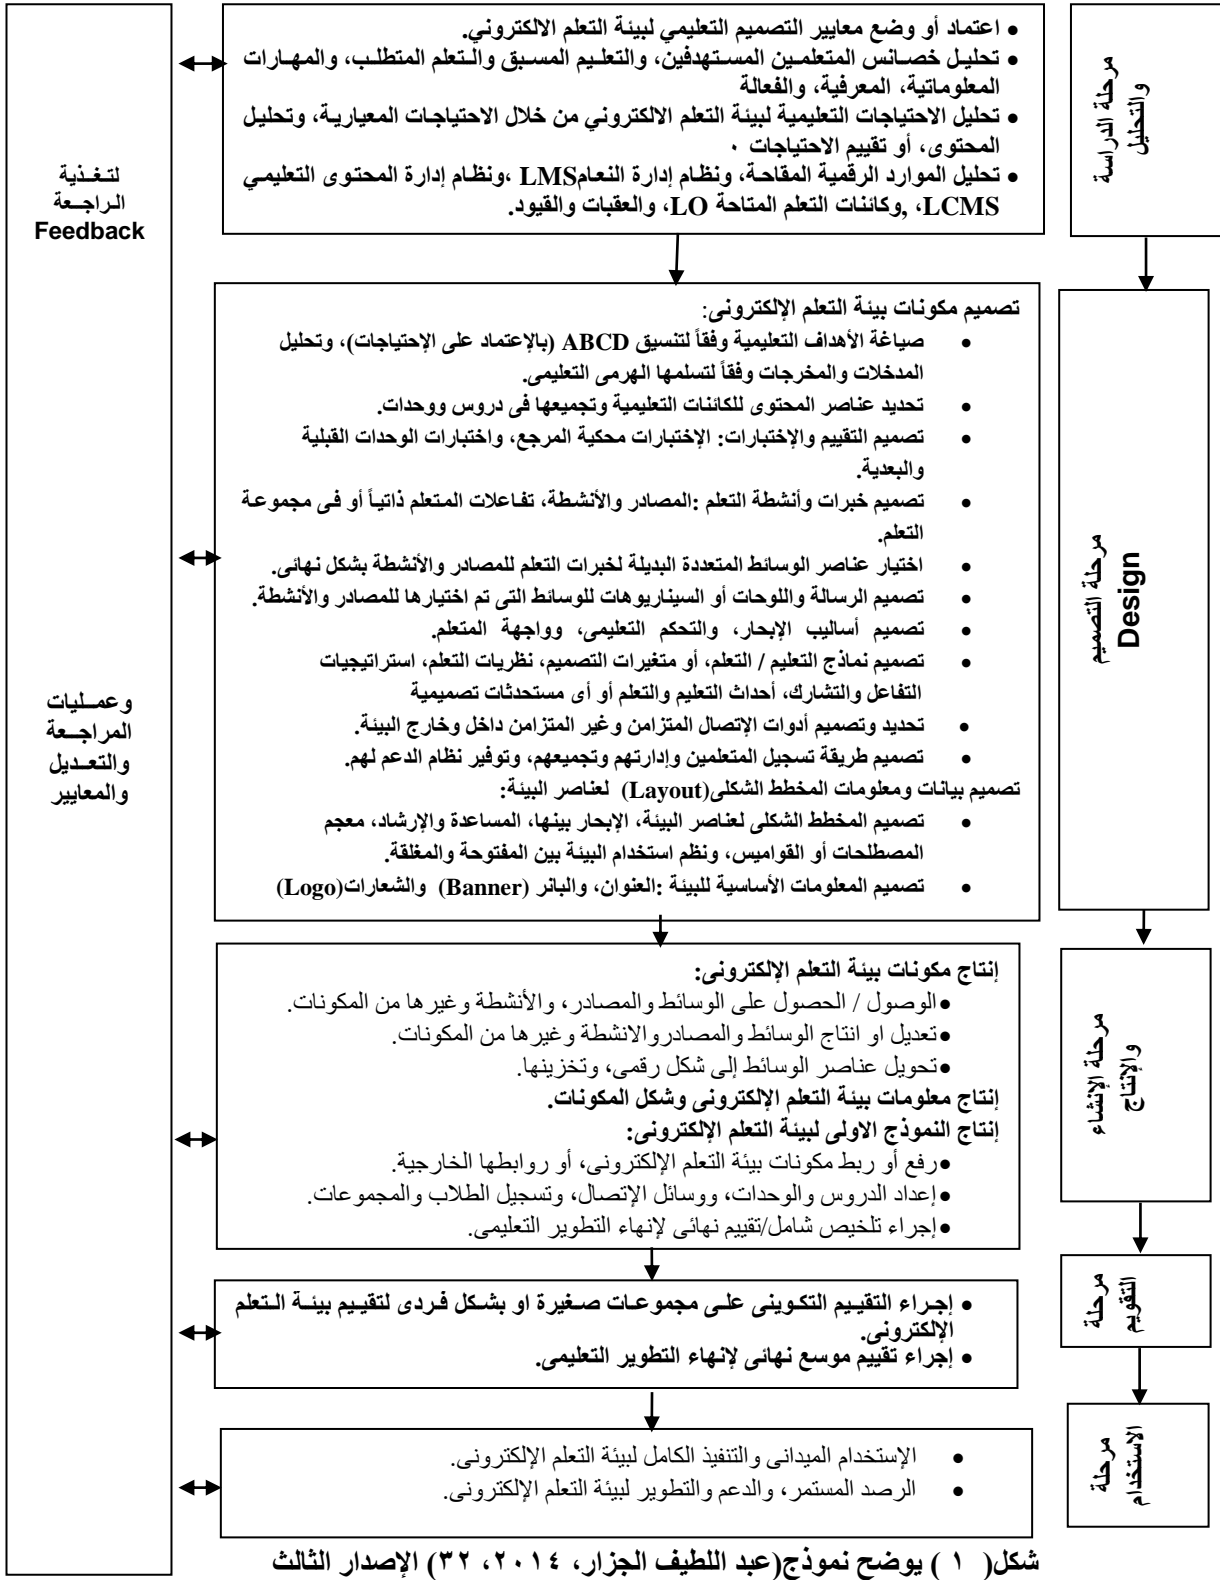 مرحلة الدراسة
والتحليل
● اعتماد أو وضع معايير التصميم التعليمي لبيئة التعلم الالكتروني.
● تحليل خصانس المتعلمين المستهدفين، والتعليم المسبق والتعلم المتطلب، والمهارات
المعلوماتية، المعرفية، والفعالة
● تحليل الاحتياجات التعليمية لبيئة التعلم الالكتروني من خلال الاحتياجات المعيارية، وتحليل
المحتوى، أو تقييم الاحتياجات ٠
● تحليل الموارد الرقمية المقاحة، ونظام إدارة النعامLMS ،ونظام إدارة المحتوى التعليمي
LCMS، ,وكائنات التعلم المتاحة LO، والعقبات والقيود.
لتغذية
الراجعة
Feedback
وعمليات
المراجعة
والتعديل
والمعايير
مرحلة التصميم
Design
تصميم مكونات بيئة التعلم الإلكترونى:
● صياغة الأهداف التعليمية وفقاً لتنسيق ABCD (بالإعتماد على الإحتياجات)، وتحليل
المدخلات والمخرجات وفقاً لتسلمها الهرمى التعليمى.
● تحديد عناصر المحتوى للكائنات التعليمية وتجميعها فى دروس ووحدات.
● تصميم التقييم والإختبارات: الإختبارات محكية المرجع، واختبارات الوحدات القبلية
والبعدية.
● تصميم خبرات وأنشطة التعلم :المصادر والأنشطة، تفاعلات المتعلم ذاتياً أو فى مجموعة
التعلم.
● اختيار عناصر الوسائط المتعددة البديلة لخبرات التعلم للمصادر والأنشطة بشكل نهائى.
● تصميم الرسالة واللوحات أو السيناريوهات للوسائط التى تم اختيارها للمصادر والأنشطة.
● تصميم أساليب الإبحار، والتحكم التعليمى، وواجهة المتعلم.
● تصميم نماذج التعليم / التعلم، أو متغيرات التصميم، نظريات التعلم، استراتيجيات
التفاعل والتشارك، أحداث التعليم والتعلم أو أى مستحدثات تصميمية
● تحديد وتصميم أدوات الإتصال المتزامن وغير المتزامن داخل وخارج البيئة.
● تصميم طريقة تسجيل المتعلمين وإدارتهم وتجميعهم، وتوفير نظام الدعم لهم.
تصميم بيانات ومعلومات المخطط الشكلى(Layout) لعناصر البيئة:
● تصميم المخطط الشكلى لعناصر البيئة، الإبحار بينها، المساعدة والإرشاد، معجم
المصطلحات أو القواميس، ونظم استخدام البيئة بين المفتوحة والمغلقة.
● تصميم المعلومات الأساسية للبيئة :العنوان، والبانر (Banner) والشعارات(Logo)
مرحلة الإنشاء
والإنتاج
إنتاج مكونات بيئة التعلم الإلكترونى:
●الوصول / الحصول على الوسائط والمصادر، والأنشطة وغيرها من المكونات.
●تعديل او انتاج الوسائط والمصادروالانشطة وغيرها من المكونات.
●تحويل عناصر الوسائط إلى شكل رقمى، وتخزينها.
إنتاج معلومات بيئة التعلم الإلكترونى وشكل المكونات.
إنتاج النموذج الاولى لبيئة التعلم الإلكترونى:
●رفع أو ربط مكونات بيئة التعلم الإلكترونى، أو روابطها الخارجية.
●إعداد الدروس والوحدات، ووسائل الإتصال، وتسجيل الطلاب والمجموعات.
●إجراء تلخيص شامل/تقييم نهائى لإنهاء التطوير التعليمى.
مرحلة
التقويم
● إجراء التقييم التكوينى على مجموعات صغيرة او بشكل فردى لتقييم بيئة التعلم
الإلكترونى.
● إجراء تقييم موسع نهائى لإنهاء التطوير التعليمى.
مرحلة
الاستخدام
● الإستخدام الميدانى والتنفيذ الكامل لبيئة التعلم الإلكترونى.
● الرصد المستمر، والدعم والتطوير لبيئة التعلم الإلكترونى.
شكل( ١ ) يوضح نموذج(عبد اللطيف الجزار، ٢٠١٤، ٣٢) الإصدار الثالث